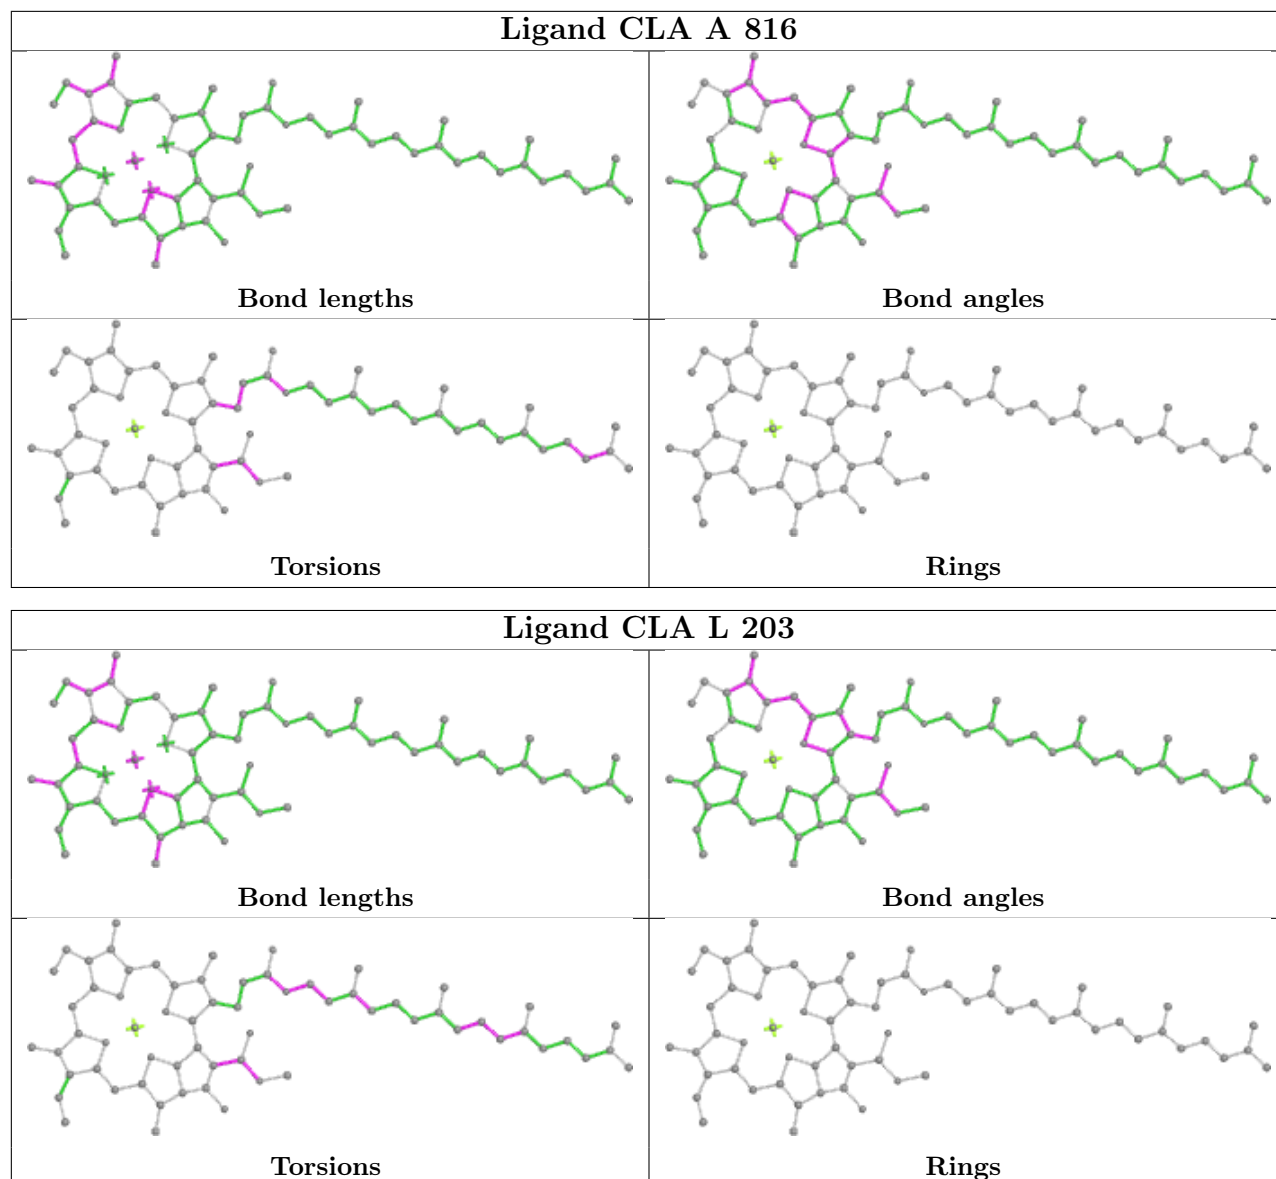 Ligand CLA A 816
Bond lengths
Bond angles
Torsions
Rings
Ligand CLA L 203
Bond lengths
Bond angles
Torsions
Rings